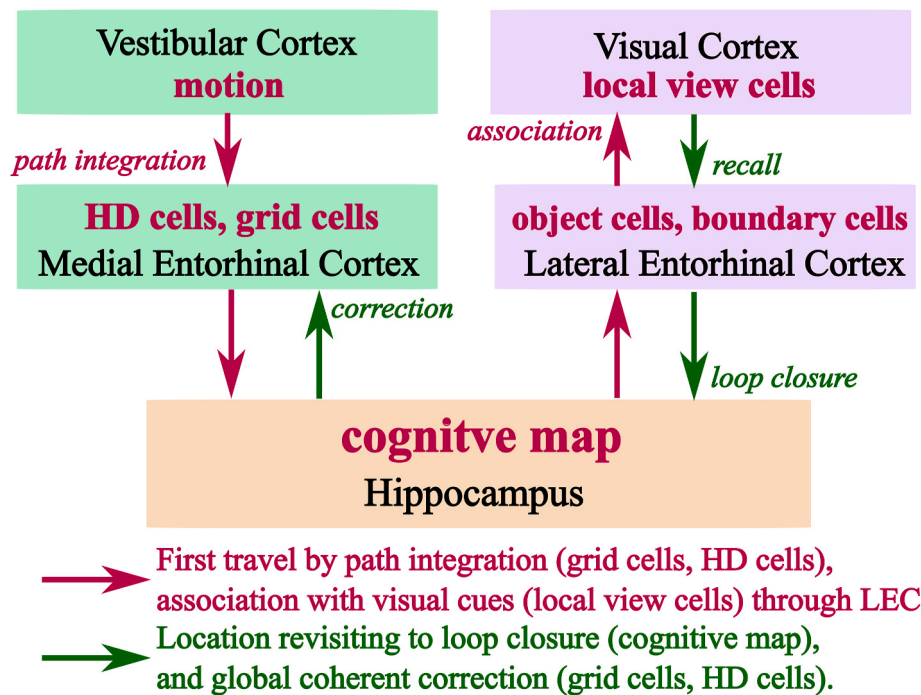 Vestibular Cortex
motion
Visual Cortex
local view cells
path integration
association
recall
HD cells, grid cells
Medial Entorhinal Cortex
object cells, boundary cells
Lateral Entorhinal Cortex
correction
loop closure
cognitve map
Hippocampus
First travel by path integration (grid cells, HD cells),
association with visual cues (local view cells) through LEC
Location revisiting to loop closure (cognitive map),
and global coherent correction (grid cells, HD cells).